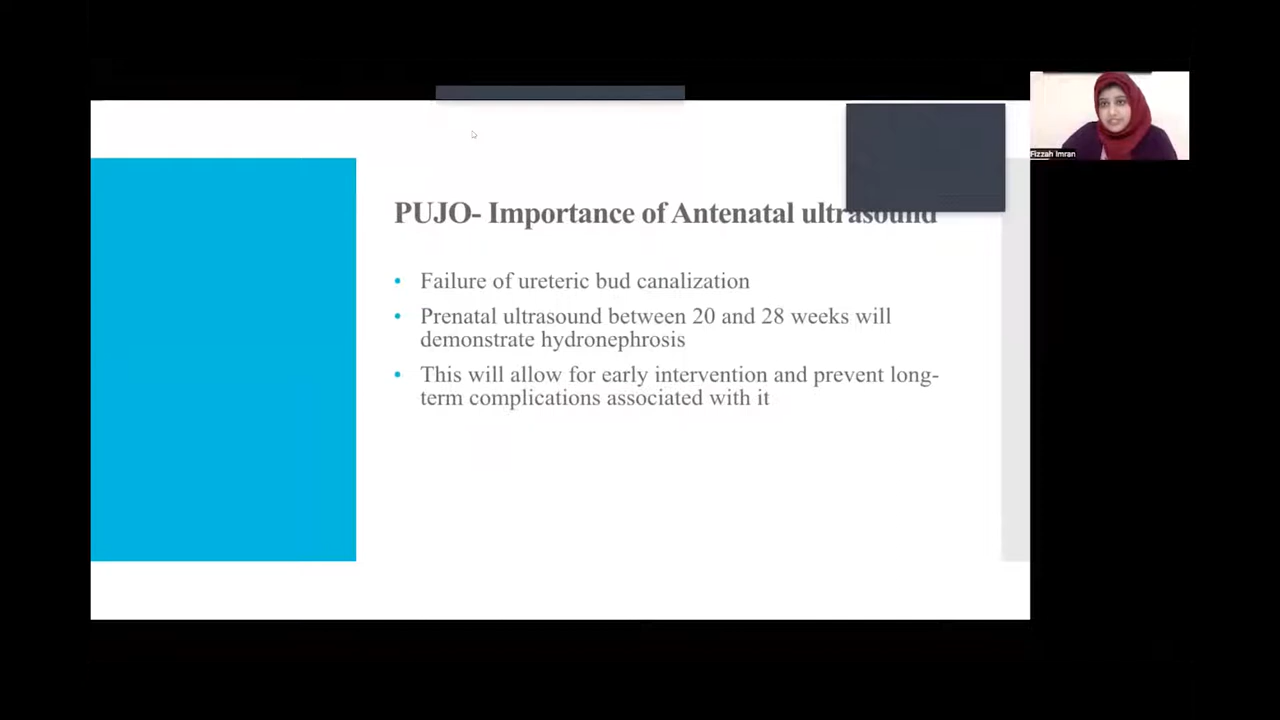 PUJO- Importance of Antenatal ultrasound
• Failure of ureteric bud canalization
• Prenatal ultrasound between 20 and 28 weeks will
demonstrate hydronephrosis
• This will allow for early intervention and prevent long-
term complications associated with it
Fizzah Imran